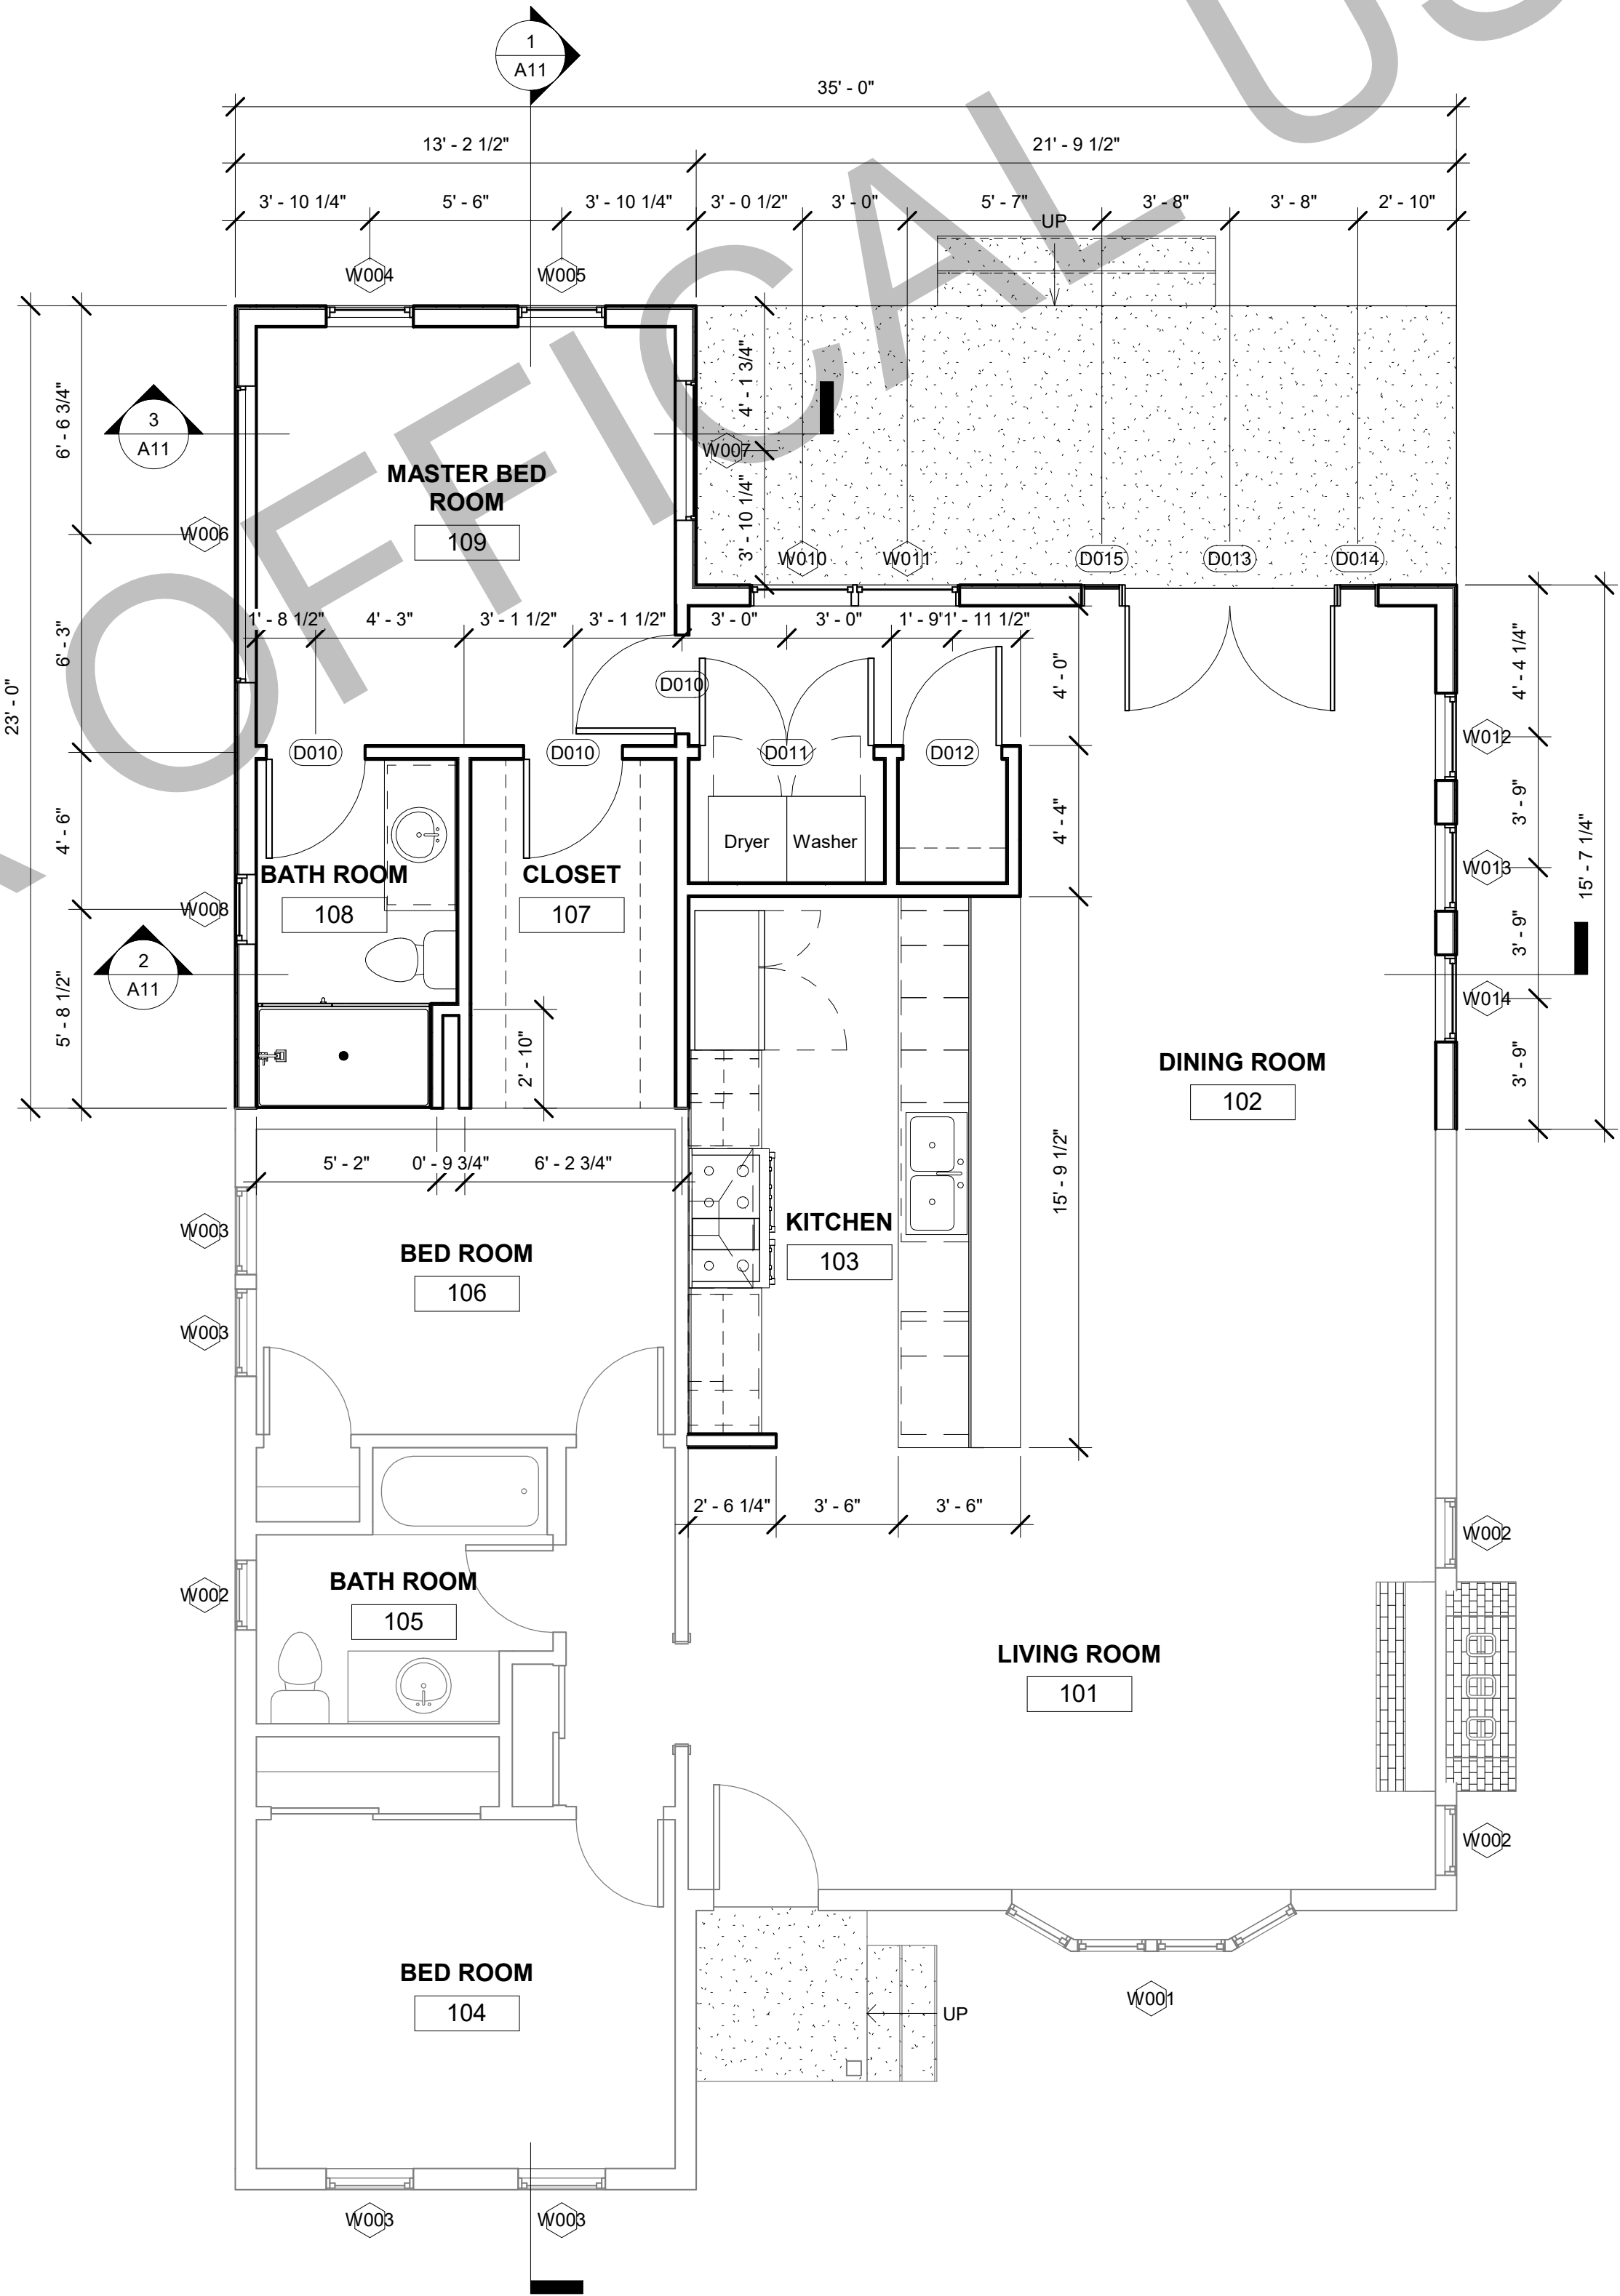 1
A11
35' - 0"
13' - 2 1/2"
21' - 9 1/2"
3' - 10 1/4"
5' - 6"
3' - 10 1/4"
3' - 0 1/2"
3' - 0"
5' - 7"
3' - 8"
3' - 8"
2' - 10"
UP
W004
W005
OFFICAL US
6' - 6 3/4"
6' - 3"
4' - 6"
5' - 8 1/2"
23' - 0"
3
A11
W006
W008
2
A11
MASTER BED
ROOM
109
4' - 1 3/4"
3' - 10 1/4"
W007
W010
W011
D015
D013
D014
1' - 8 1/2"
4' - 3"
3' - 1 1/2"
3' - 1 1/2"
3' - 0"
3' - 0"
1' - 9"
1' - 11 1/2"
D010
D010
D010
D011
D012
4' - 0"
4' - 4"
15' - 9 1/2"
4' - 4 1/4"
3' - 9"
3' - 9"
3' - 9"
15' - 7 1/4"
W012
W013
W014
Dryer
Washer
BATH ROOM
108
CLOSET
107
2' - 10"
DINING ROOM
102
5' - 2"
0' - 9 3/4"
6' - 2 3/4"
W003
W003
BED ROOM
106
KITCHEN
103
2' - 6 1/4"
3' - 6"
3' - 6"
W002
W002
BATH ROOM
105
LIVING ROOM
101
W002
BED ROOM
104
UP
W001
W003
W003